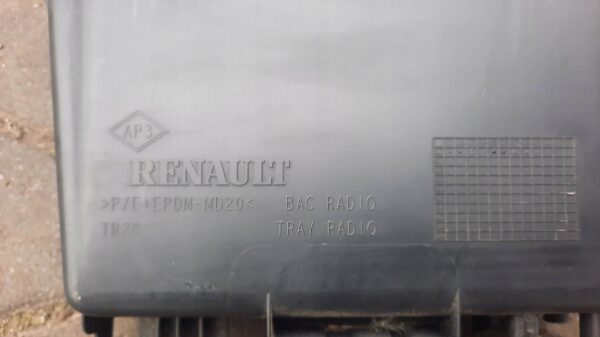 AP3
RENAULT
>P/E+EPDM-MD20< BAC RADIO
TR20 TRAY RADIO